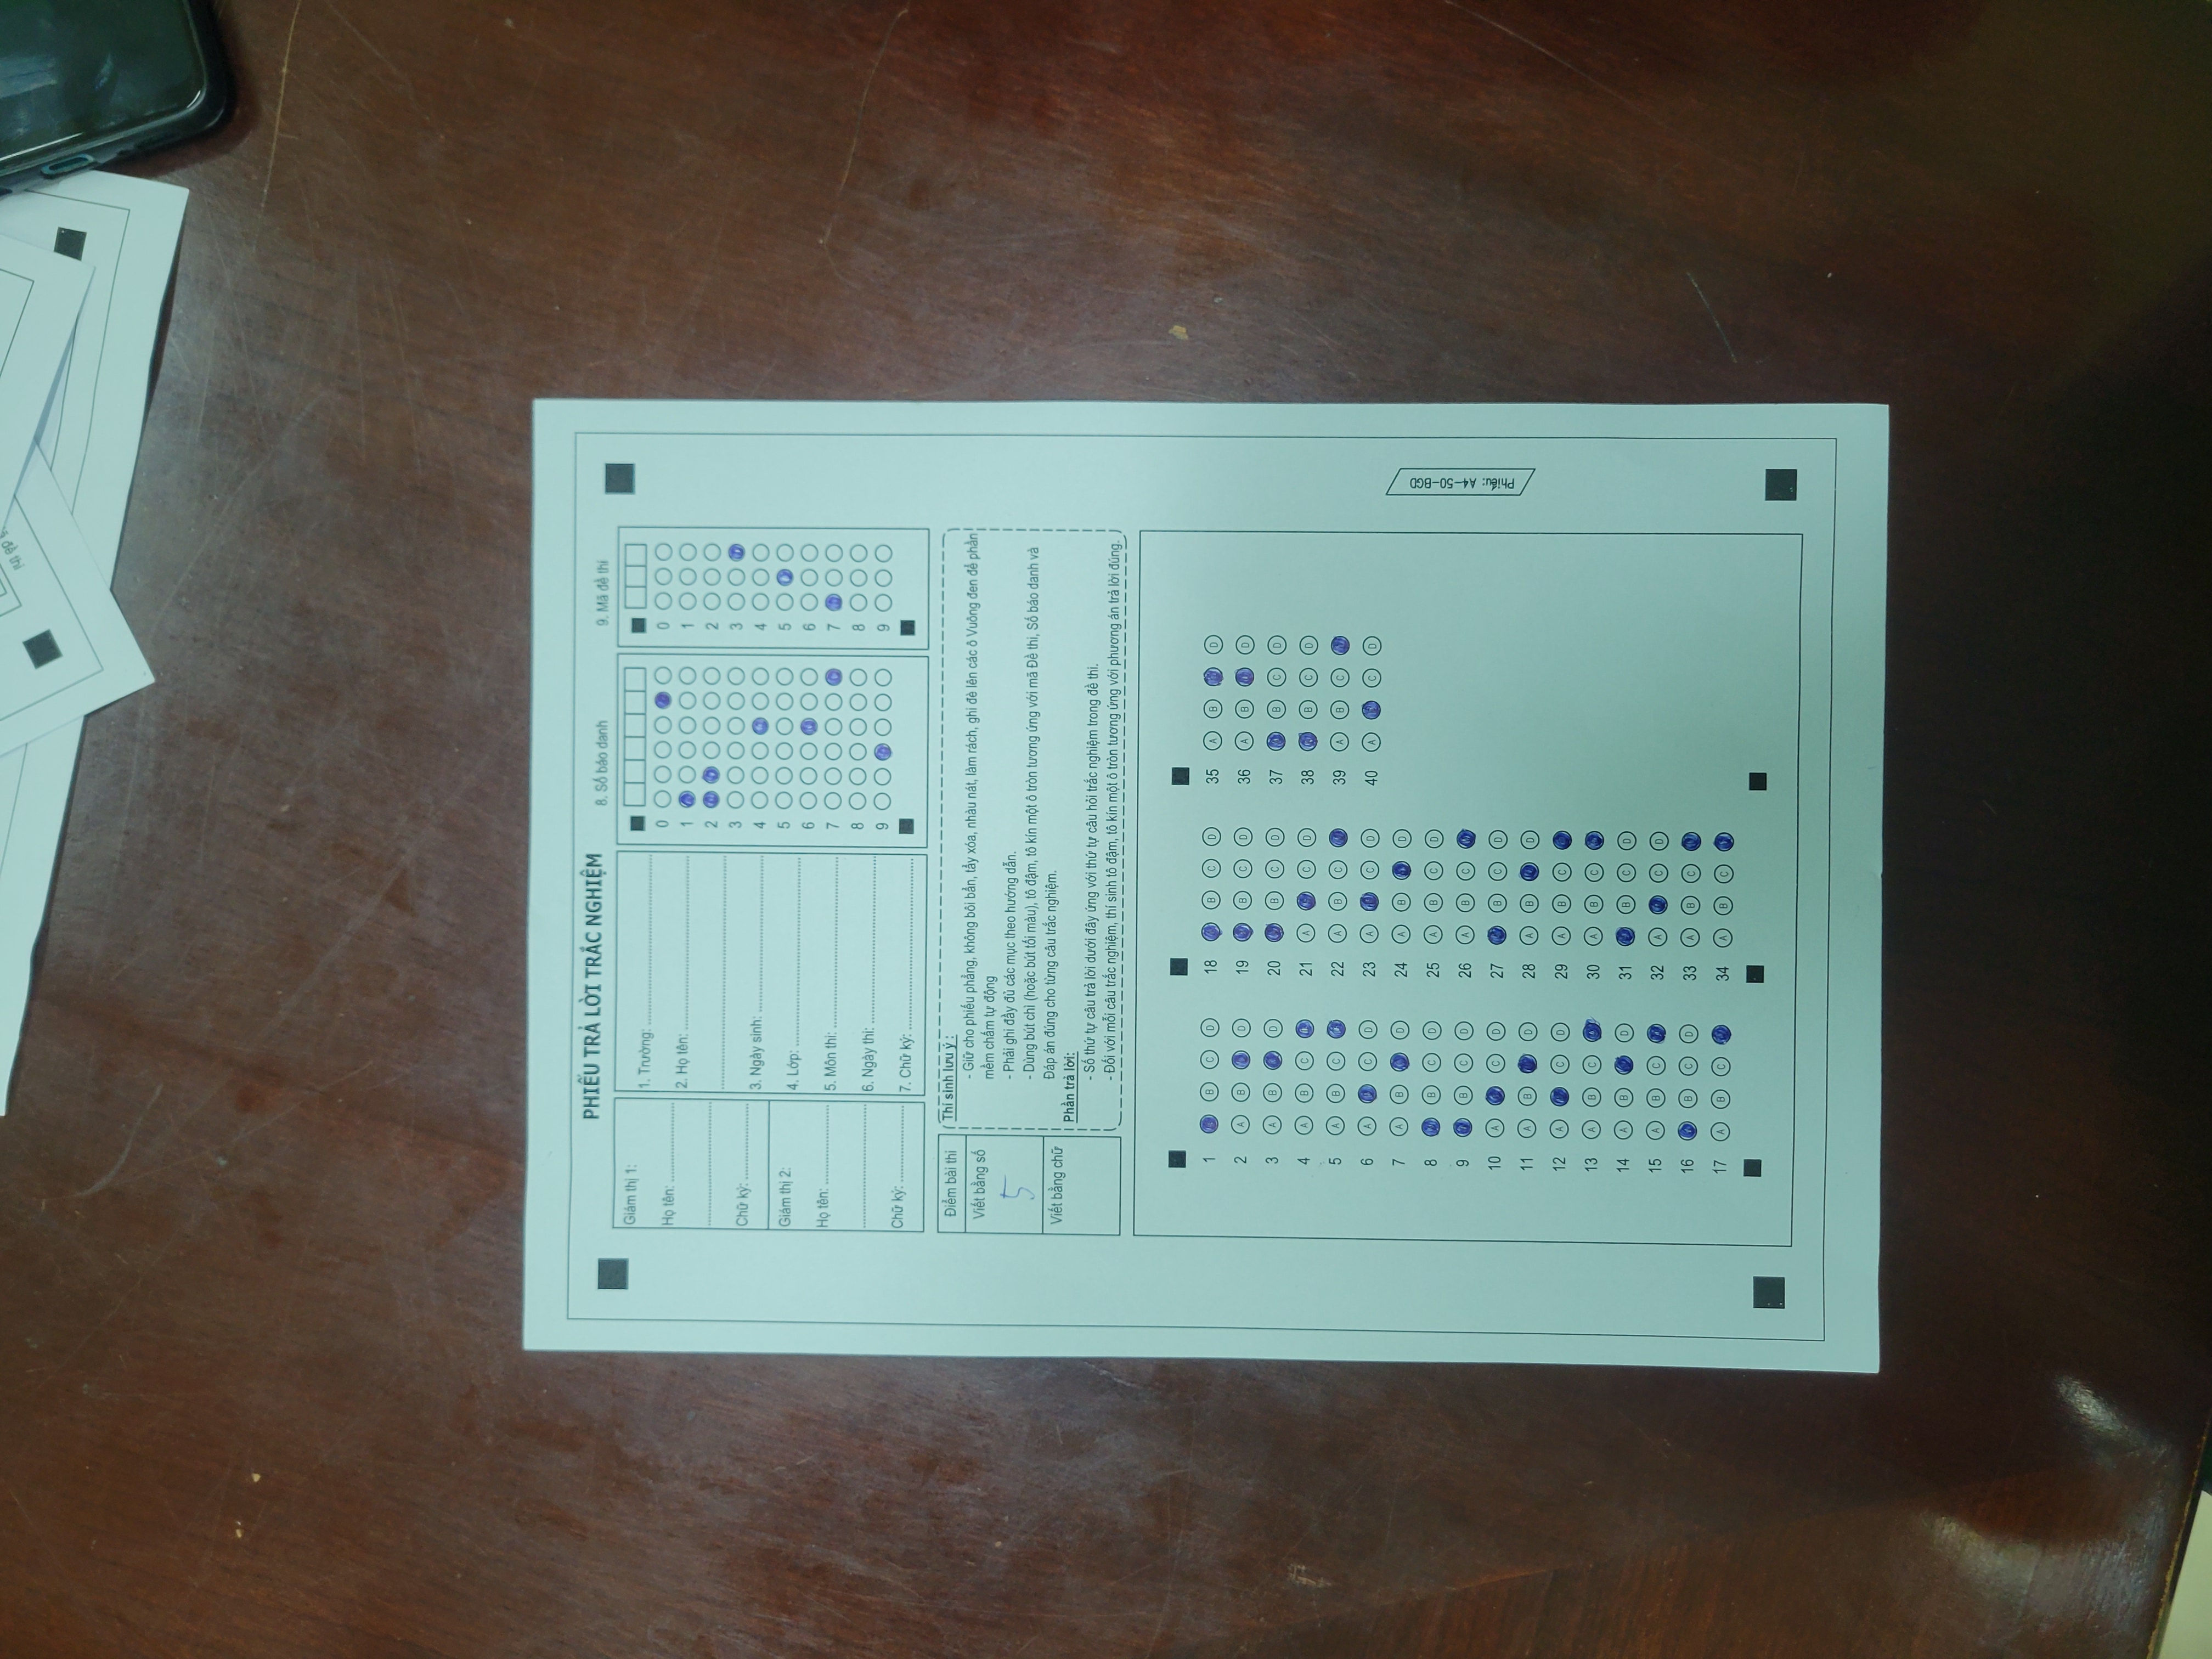 đề thi
PHIẾU TRẢ LỜI TRẮC NGHIỆM
8. Số báo danh
9. Mã đề thi
Giám thị 1:
Họ tên:
Chữ ký:
Giám thị 2:
Họ tên:
Chữ ký:
1. Trường:
2. Họ tên:
3. Ngày sinh:
4. Lớp:
5. Môn thi:
6. Ngày thi:
7. Chữ ký:
0 0
1 1
2 2
3 3
4 4
5 5
6 6
7 7
8 8
9 9
Điểm bài thi
Viết bằng số
5
Viết bằng chữ
Thí sinh lưu ý :
- Giữ cho phiếu phẳng, không bôi bẩn, tẩy xóa, nhàu nát, làm rách, ghi đè lên các ô Vuông đen để phần
mềm chấm tự động
- Phải ghi đầy đủ các mục theo hướng dẫn.
- Dùng bút chì (hoặc bút tối màu), tô đậm, tô kín một ô tròn tương ứng với mã Đề thi, Số báo danh và
Đáp án đúng cho từng câu trắc nghiệm.
Phần trả lời:
- Số thứ tự câu trả lời dưới đây ứng với thứ tự câu hỏi trắc nghiệm trong đề thi.
- Đối với mỗi câu trắc nghiệm, thí sinh tô đậm, tô kín một ô tròn tương ứng với phương án trả lời đúng.
1 B C D
2 A B D
3 A B D
4 A B C
5 A B C
6 A C D
7 A B D
8 B C D
9 B C D
10 A C D
11 A B D
12 A C D
13 A B C
14 A B D
15 A B C
16 B C D
17 A B C
18 B C D
19 B C D
20 B C D
21 A C D
22 A B C
23 A C D
24 A B D
25 A B C D
26 A B C
27 B C D
28 A B D
29 A B C
30 A B C
31 B C D
32 A C D
33 A B C
34 A B C
35 A B D
36 A B D
37 B C D
38 B C D
39 A B C
40 A C D
Phiếu: A4-50-BGD